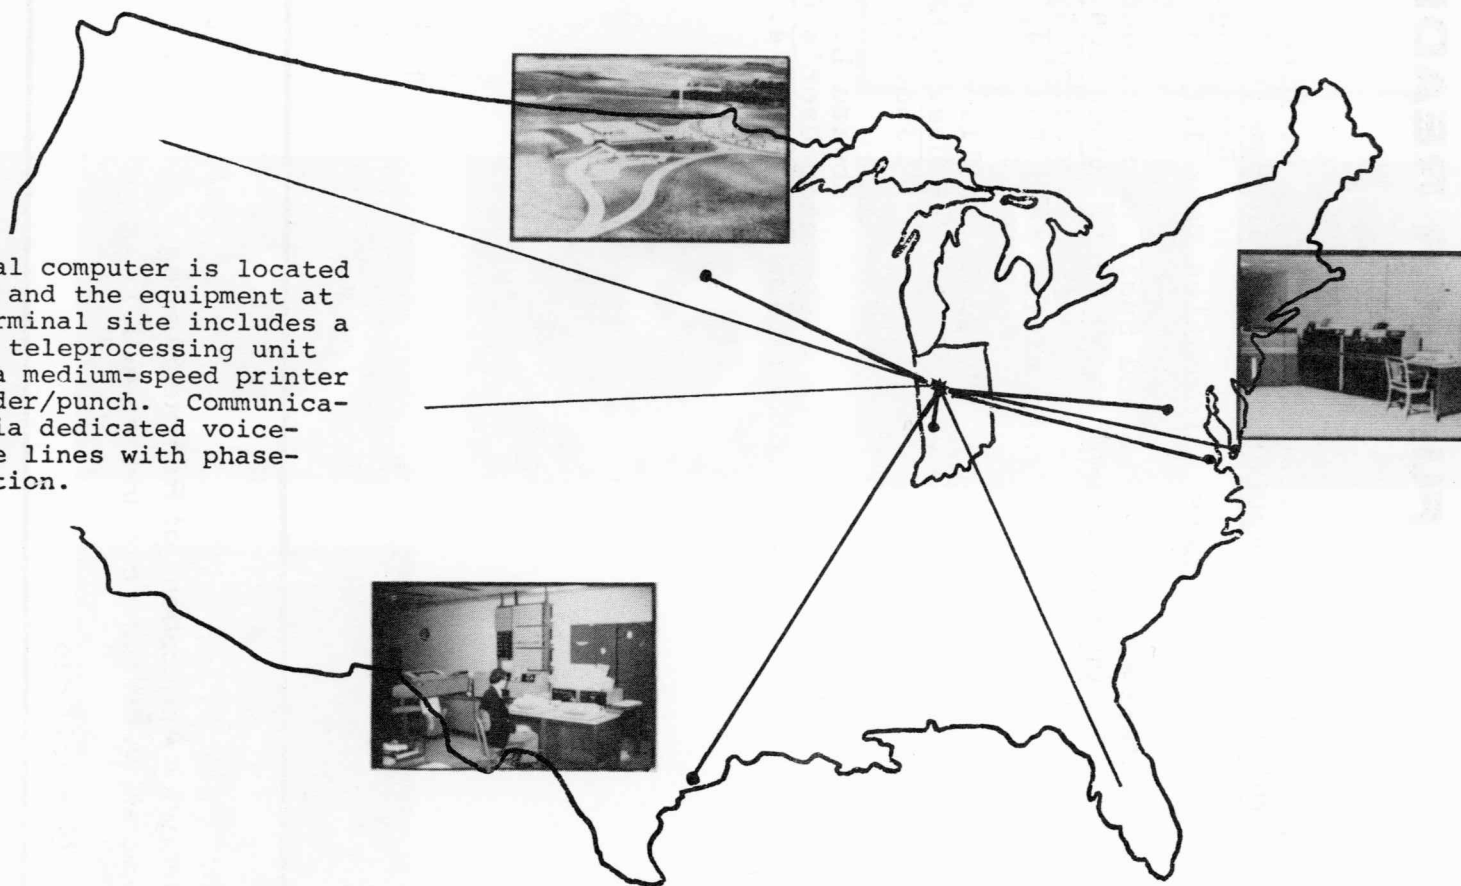 al computer is located
and the equipment at
rminal site includes a
teleprocessing unit
a medium-speed printer
der/punch. Communica-
ia dedicated voice-
e lines with phase-
tion.